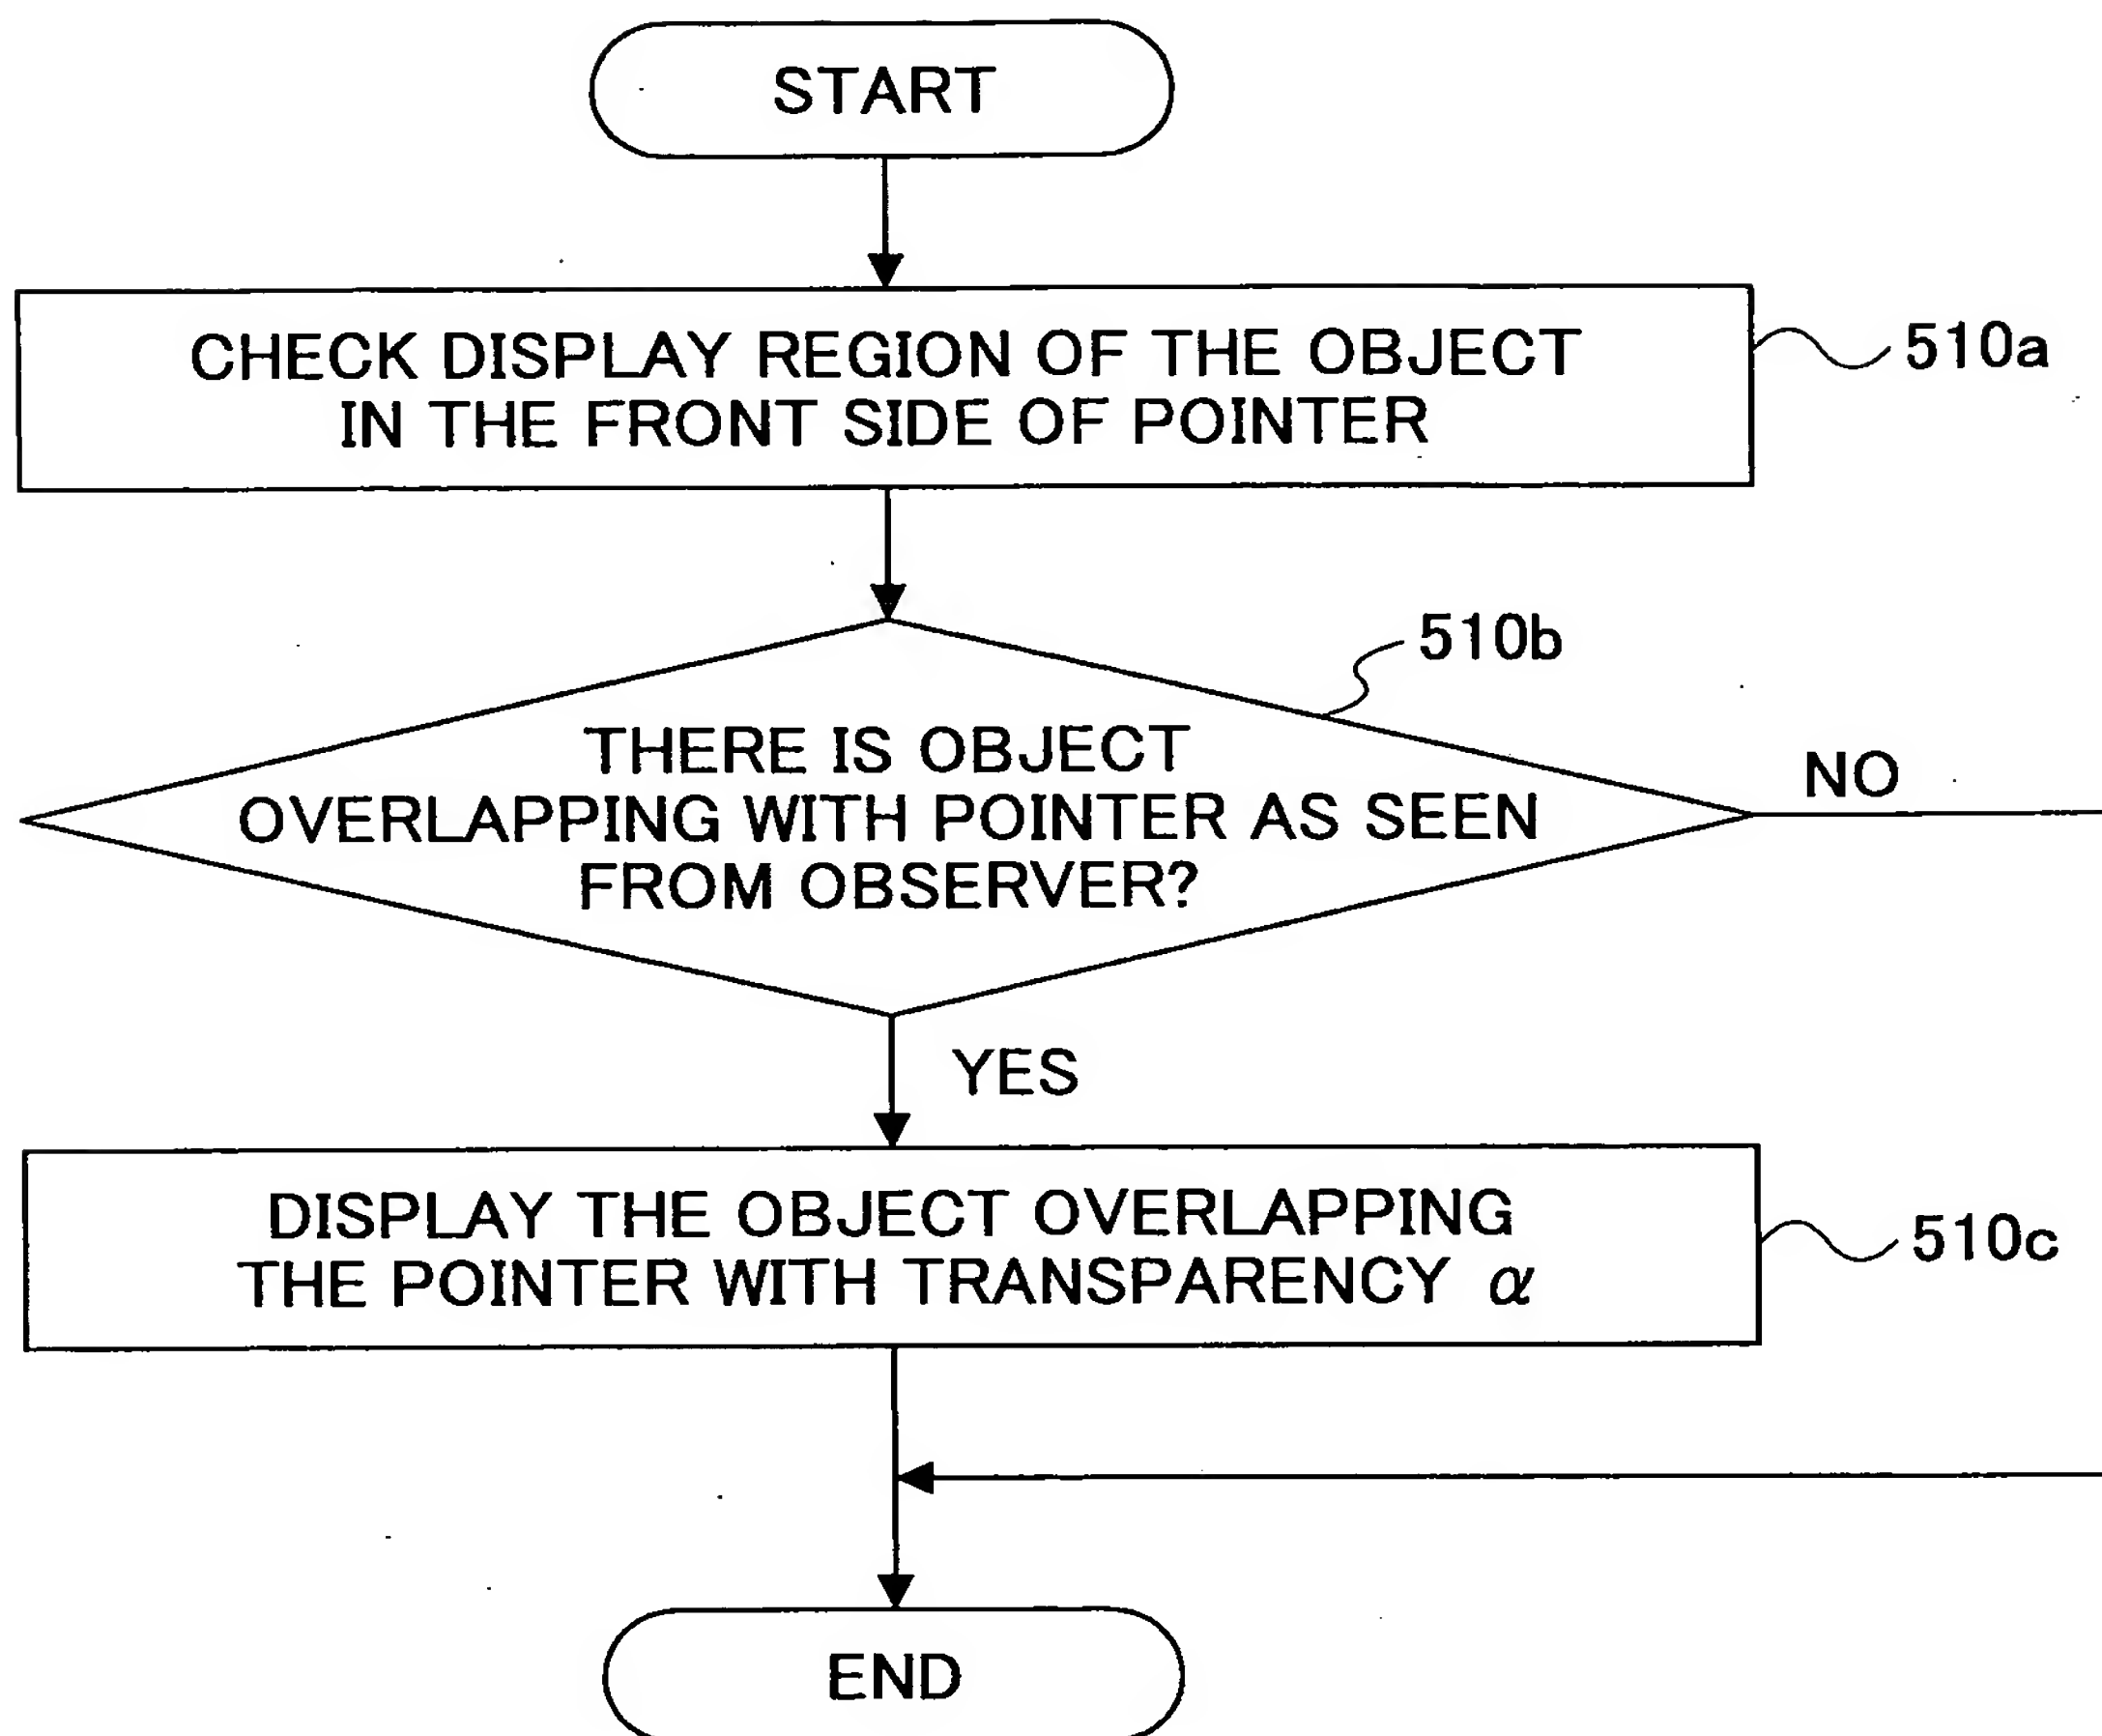 START
CHECK DISPLAY REGION OF THE OBJECT
IN THE FRONT SIDE OF POINTER
510a
510b
THERE IS OBJECT
OVERLAPPING WITH POINTER AS SEEN
FROM OBSERVER?
NO
YES
DISPLAY THE OBJECT OVERLAPPING
THE POINTER WITH TRANSPARENCY α
510c
END